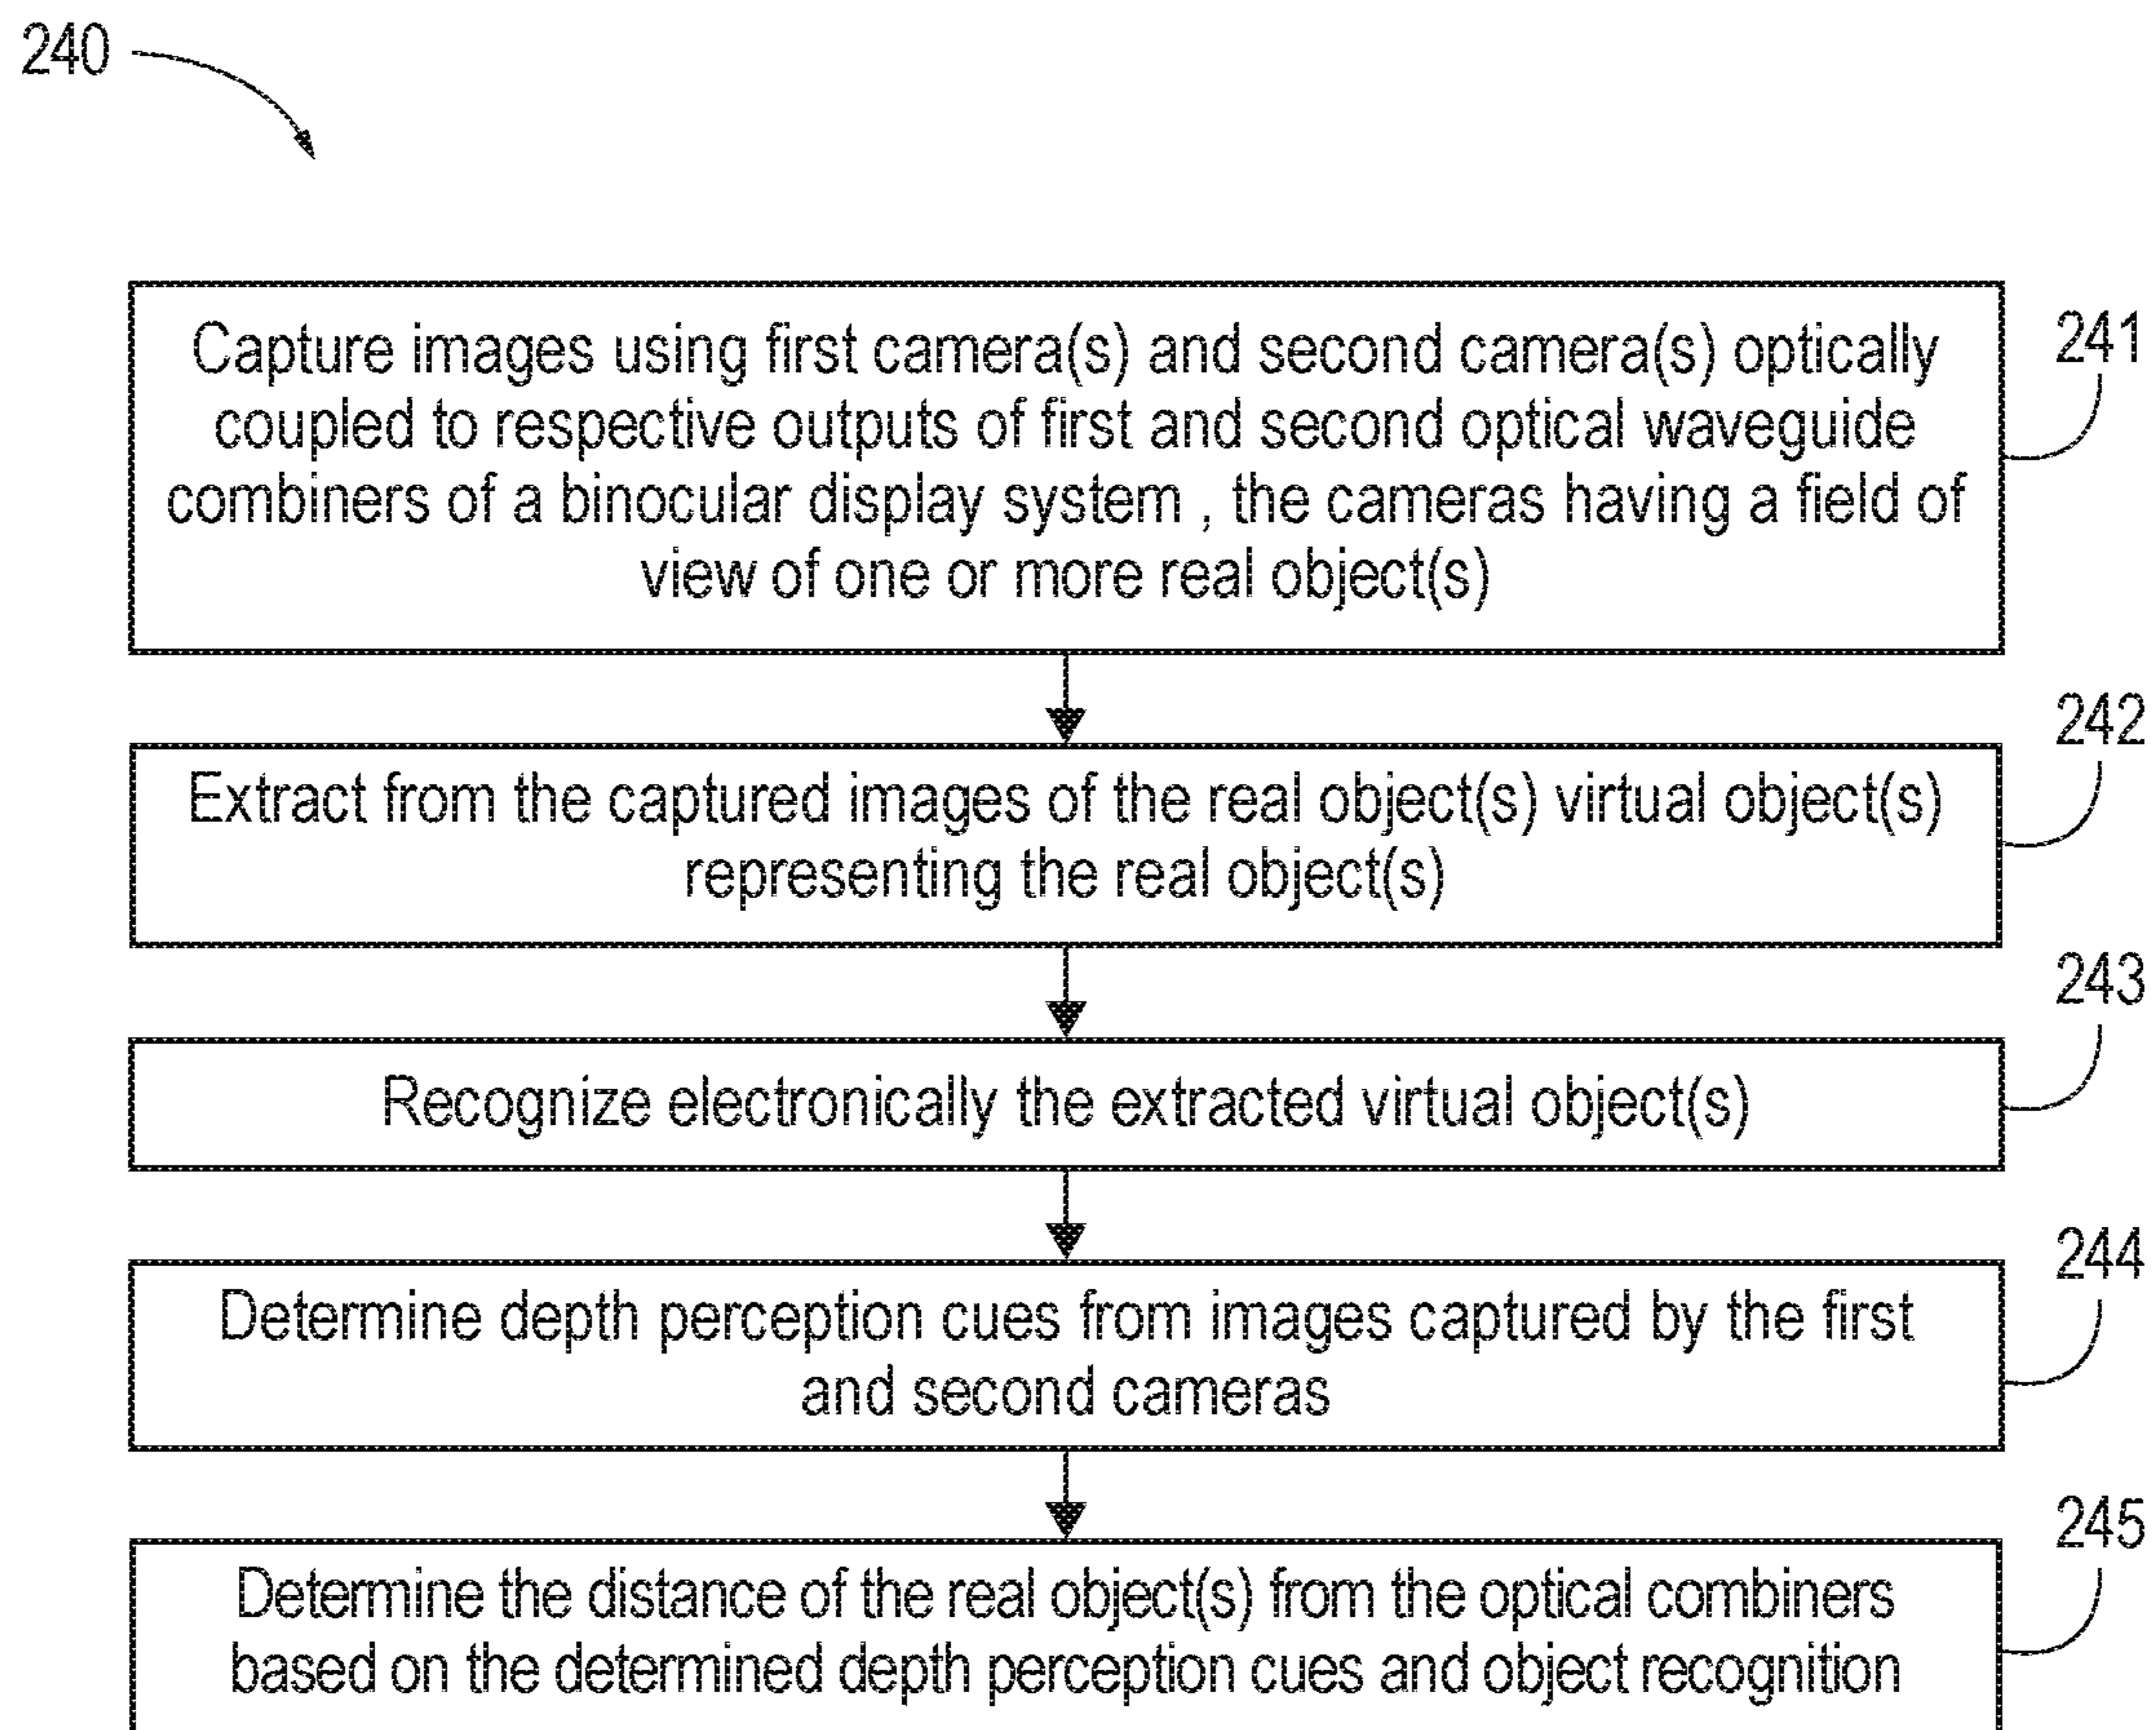 240
Capture images using first camera(s) and second camera(s) optically
coupled to respective outputs of first and second optical waveguide
combiners of a binocular display system , the cameras having a field of
view of one or more real object(s)
241
Extract from the captured images of the real object(s) virtual object(s)
representing the real object(s)
242
Recognize electronically the extracted virtual object(s)
243
Determine depth perception cues from images captured by the first
and second cameras
244
Determine the distance of the real object(s) from the optical combiners
based on the determined depth perception cues and object recognition
245